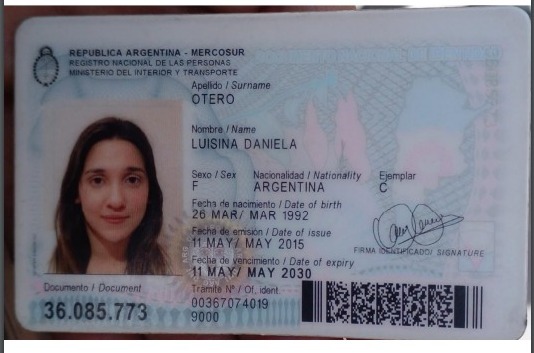 REPUBLICA ARGENTINA - MERCOSUR
REGISTRO NACIONAL DE LAS PERSONAS
MINISTERIO DEL INTERIOR Y TRANSPORTE
Apellido / Surname
OTERO
Nombre / Name
LUISINA DANIELA
Sexo / Sex Nacionalidad / Nationality Ejemplar
F ARGENTINA C
Fecha de nacimiento / Date of birth
26 MAR/ MAR 1992
Fecha de emisión / Date of issue
11 MAY/ MAY 2015
FIRMA IDENTIFICADO/ SIGNATURE
Fecha de vencimiento / Date of expiry
11 MAY/ MAY 2030
Documento / Document
36.085.773
Tramite Nº / Of. ident.
00367074019
9000